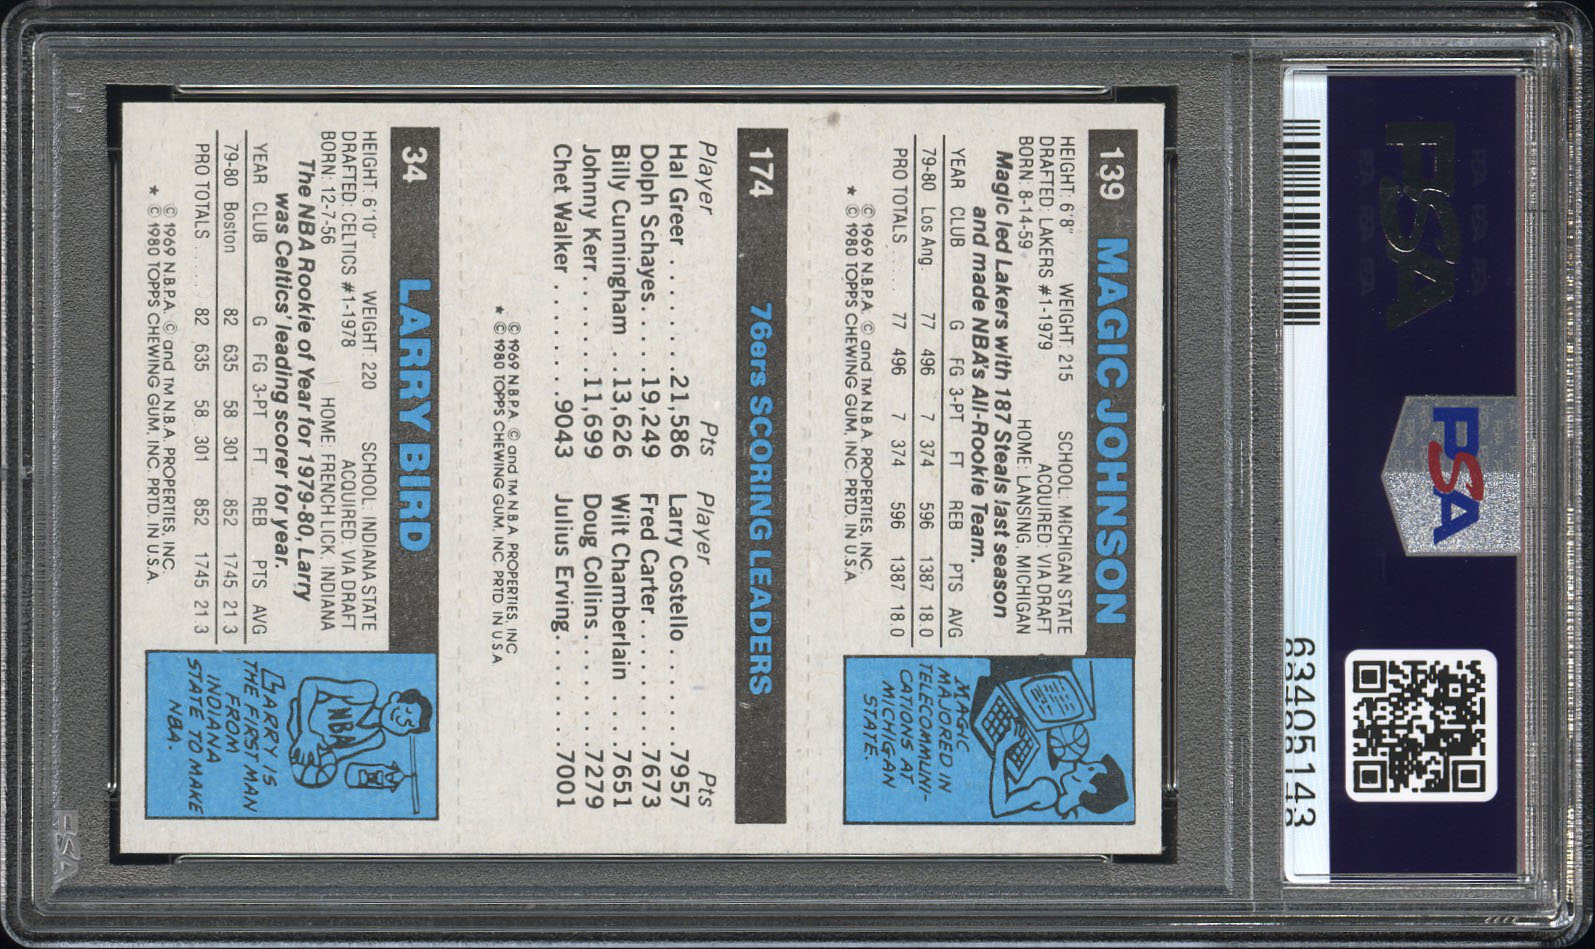 PSA
PSA
63405143
139 MAGIC JOHNSON
HEIGHT: 6'8" WEIGHT: 215 SCHOOL: MICHIGAN STATE
DRAFTED: LAKERS #1-1979 ACQUIRED: VIA DRAFT
BORN: 8-14-59 HOME: LANSING, MICHIGAN
Magic led Lakers with 187 Steals last season
and made NBA's All-Rookie Team.
YEAR CLUB G FG 3-PT FT REB PTS AVG
79-80 Los Ang. 77 496 7 374 596 1387 18.0
PRO TOTALS ..... 77 496 7 374 596 1387 18.0
* © 1969 N.B.P.A. © and TM N.B.A. PROPERTIES, INC.
© 1980 TOPPS CHEWING GUM, INC. PRTD. IN U.S.A.
MAGIC
MAJORED IN
TELECOMMUNI-
CATIONS AT
MICHIGAN
STATE.
174 76ers SCORING LEADERS
Player Pts Player Pts
Hal Greer ........21,586 Larry Costello ......7957
Dolph Schayes.....19,249 Fred Carter........7673
Billy Cunningham ..13,626 Wilt Chamberlain ...7651
Johnny Kerr.......11,699 Doug Collins.......7279
Chet Walker ........9043 Julius Erving.......7001
© 1969 N.B.P.A. © and TM N.B.A. PROPERTIES, INC
* © 1980 TOPPS CHEWING GUM, INC. PRTD. IN U S A
34 LARRY BIRD
HEIGHT: 6'10" WEIGHT: 220 SCHOOL: INDIANA STATE
DRAFTED: CELTICS #1-1978 ACQUIRED: VIA DRAFT
BORN: 12-7-56 HOME: FRENCH LICK, INDIANA
The NBA Rookie of Year for 1979-80, Larry
was Celtics' leading scorer for year.
YEAR CLUB G FG 3-PT FT REB PTS AVG
79-80 Boston 82 635 58 301 852 1745 21.3
PRO TOTALS ..... 82 635 58 301 852 1745 21.3
© 1969 N.B.P.A. © and TM N.B.A. PROPERTIES, INC.
* © 1980 TOPPS CHEWING GUM, INC. PRTD. IN U.S.A.
NBA
LARRY IS
THE FIRST MAN
FROM
INDIANA
STATE TO MAKE
NBA.
PSA